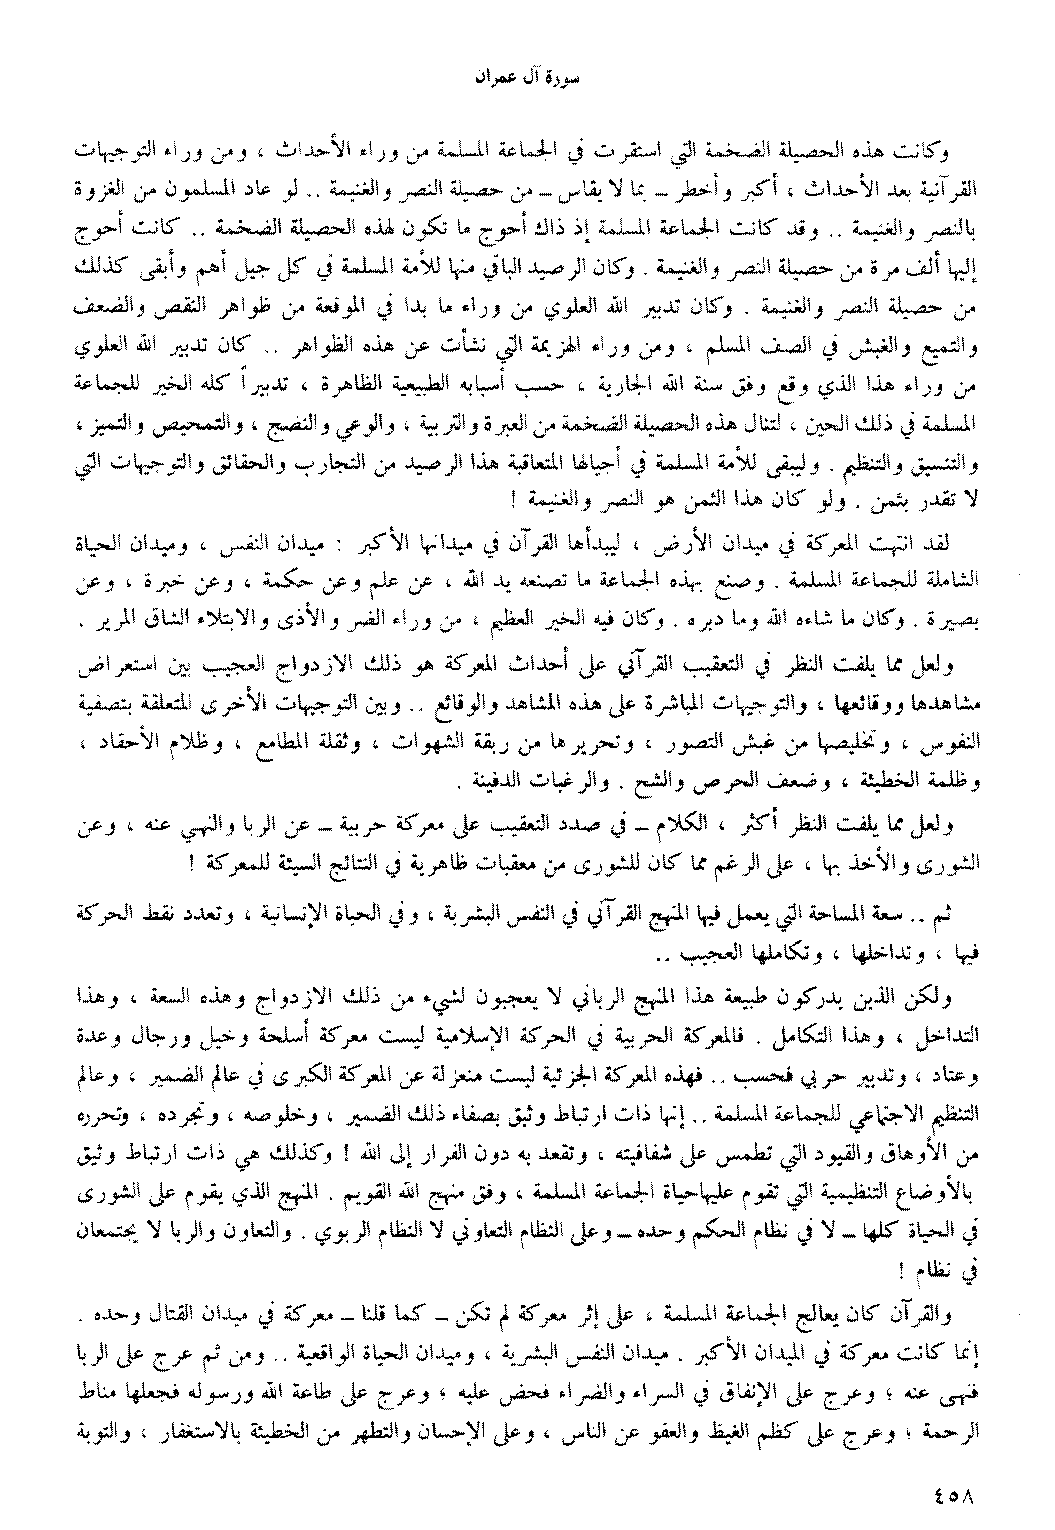 سورة آل عمران
وكانت هذه الحصيلة الضخمة التي استقرت في الجماعة المسلمة من وراء الأحداث ، ومن وراء التوجيهات
القرآنية بعد الأحداث ، أكبر وأخطر – بما لا يقاس – من حصيلة النصر والغنيمة .. لو عاد المسلمون من الغزوة
بالنصر والغنيمة .. وقد كانت الجماعة المسلمة إذ ذاك أحوج ما تكون لهذه الحصيلة الضخمة .. كانت أحوج
إليها ألف مرة من حصيلة النصر والغنيمة . وكان الرصيد الباقي منها للأمة المسلمة في كل جيل أهم وأبقى كذلك
من حصيلة النصر والغنيمة . وكان تدبير الله العلوي من وراء ما بدا في الموقعة من ظواهر النقص والضعف
والتميع والغبش في الصف المسلم ، ومن وراء الهزيمة التي نشأت عن هذه الظواهر .. كان تدبير الله العلوي
من وراء هذا الذي وقع وفق سنة الله الجارية ، حسب أسبابه الطبيعية الظاهرة ، تدبيراً كله الخير للجماعة
المسلمة في ذلك الحين ، لتنال هذه الحصيلة الضخمة من العبرة والتربية ، والوعي والنضج ، والتمحيص والتميز ،
والتنسيق والتنظيم . وليبقى للأمة المسلمة في أجيالها المتعاقبة هذا الرصيد من التجارب والحقائق والتوجيهات التي
لا تقدر بثمن . ولو كان هذا الثمن هو النصر والغنيمة !
لقد انتهت المعركة في ميدان الأرض ، ليبدأها القرآن في ميدانها الأكبر : ميدان النفس ، وميدان الحياة
الشاملة للجماعة المسلمة . وصنع بهذه الجماعة ما تصنعه يد الله ، عن علم وعن حكمة ، وعن خبرة ، وعن
بصيرة . وكان ما شاءه الله وما دبره . وكان فيه الخير العظيم ، من وراء الضر والأذى والابتلاء الشاق المرير .
ولعل مما يلفت النظر في التعقيب القرآني على أحداث المعركة هو ذلك الازدواج العجيب بين استعراض
مشاهدها ووقائعها ، والتوجيهات المباشرة على هذه المشاهد والوقائع .. وبين التوجيهات الأخرى المتعلقة بتصفية
النفوس ، وتخليصها من غبش التصور ، وتحريرها من ربقة الشهوات ، وثقلة المطامع ، وظلام الأحقاد ،
وظلمة الخطيئة ، وضعف الحرص والشح . والرغبات الدفينة .
ولعل مما يلفت النظر أكثر ، الكلام – في صدد التعقيب على معركة حربية – عن الربا والنهي عنه ، وعن
الشورى والأخذ بها ، على الرغم مما كان للشورى من معقبات ظاهرية في النتائج السيئة للمعركة !
ثم .. سعة المساحة التي يعمل فيها المنهج القرآني في النفس البشرية ، وفي الحياة الإنسانية ، وتعدد نقط الحركة
فيها ، وتداخلها ، وتكاملها العجيب ..
ولكن الذين يدركون طبيعة هذا المنهج الرباني لا يعجبون لشيء من ذلك الازدواج وهذه السعة ، وهذا
التداخل ، وهذا التكامل . فالمعركة الحربية في الحركة الإسلامية ليست معركة أسلحة وخيل ورجال وعدة
وعتاد ، وتدبير حربي فحسب .. فهذه المعركة الجزئية ليست منعزلة عن المعركة الكبرى في عالم الضمير ، وعالم
التنظيم الاجتماعي للجماعة المسلمة .. إنها ذات ارتباط وثيق بصفاء ذلك الضمير ، وخلوصه ، وتجرده ، وتحرره
من الأوهاق والقيود التي تطمس على شفافيته ، وتقعد به دون الفرار إلى الله ! وكذلك هي ذات ارتباط وثيق
بالأوضاع التنظيمية التي تقوم عليها حياة الجماعة المسلمة ، وفق منهج الله القويم . المنهج الذي يقوم على الشورى
في الحياة كلها – لا في نظام الحكم وحده – وعلى النظام التعاوني لا النظام الربوي . والتعاون والربا لا يجتمعان
في نظام !
والقرآن كان يعالج الجماعة المسلمة ، على إثر معركة لم تكن – كما قلنا – معركة في ميدان القتال وحده .
إنما كانت معركة في الميدان الأكبر . ميدان النفس البشرية ، وميدان الحياة الواقعية .. ومن ثم عرج على الربا
فنهى عنه ؛ وعرج على الإنفاق في السراء والضراء فحض عليه ؛ وعرج على طاعة الله ورسوله فجعلها مناط
الرحمة ؛ وعرج على كظم الغيظ والعفو عن الناس ، وعلى الإحسان والتطهر من الخطيئة بالاستغفار ، والتوبة
٤٥٨